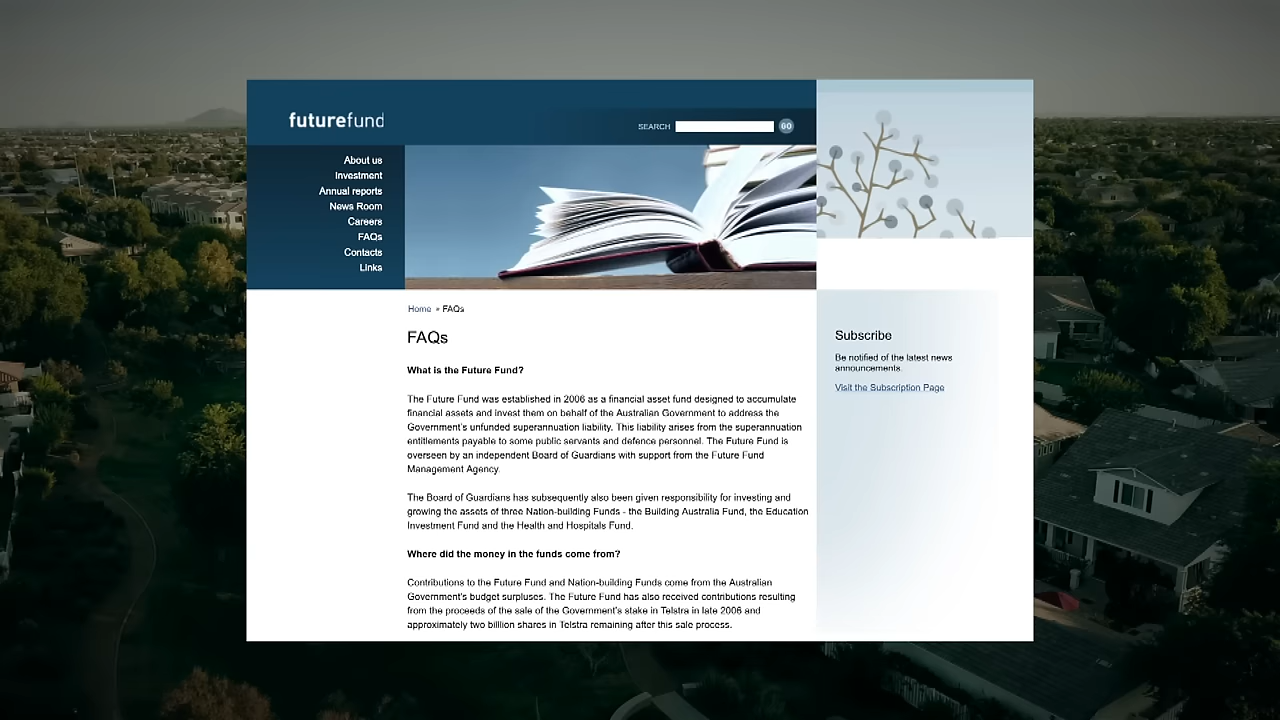 futurefund
SEARCH
GO
About us
Investment
Annual reports
News Room
Careers
FAQs
Contacts
Links
Home » FAQs
FAQs
What is the Future Fund?
The Future Fund was established in 2006 as a financial asset fund designed to accumulate
financial assets and invest them on behalf of the Australian Government to address the
Government's unfunded superannuation liability. This liability arises from the superannuation
entitlements payable to some public servants and defence personnel. The Future Fund is
overseen by an independent Board of Guardians with support from the Future Fund
Management Agency.
The Board of Guardians has subsequently also been given responsibility for investing and
growing the assets of three Nation-building Funds - the Building Australia Fund, the Education
Investment Fund and the Health and Hospitals Fund.
Where did the money in the funds come from?
Contributions to the Future Fund and Nation-building Funds come from the Australian
Government's budget surpluses. The Future Fund has also received contributions resulting
from the proceeds of the sale of the Government's stake in Telstra in late 2006 and
approximately two billlion shares in Telstra remaining after this sale process.
Subscribe
Be notified of the latest news
announcements.
Visit the Subscription Page